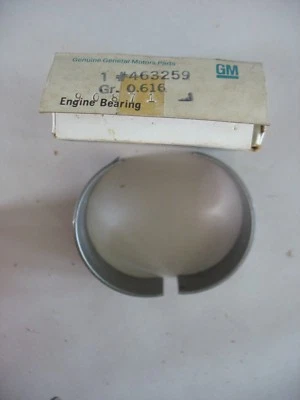 Genuine General Motors Parts
1 #463259
GM
Gr. 0.616
Engine Bearing